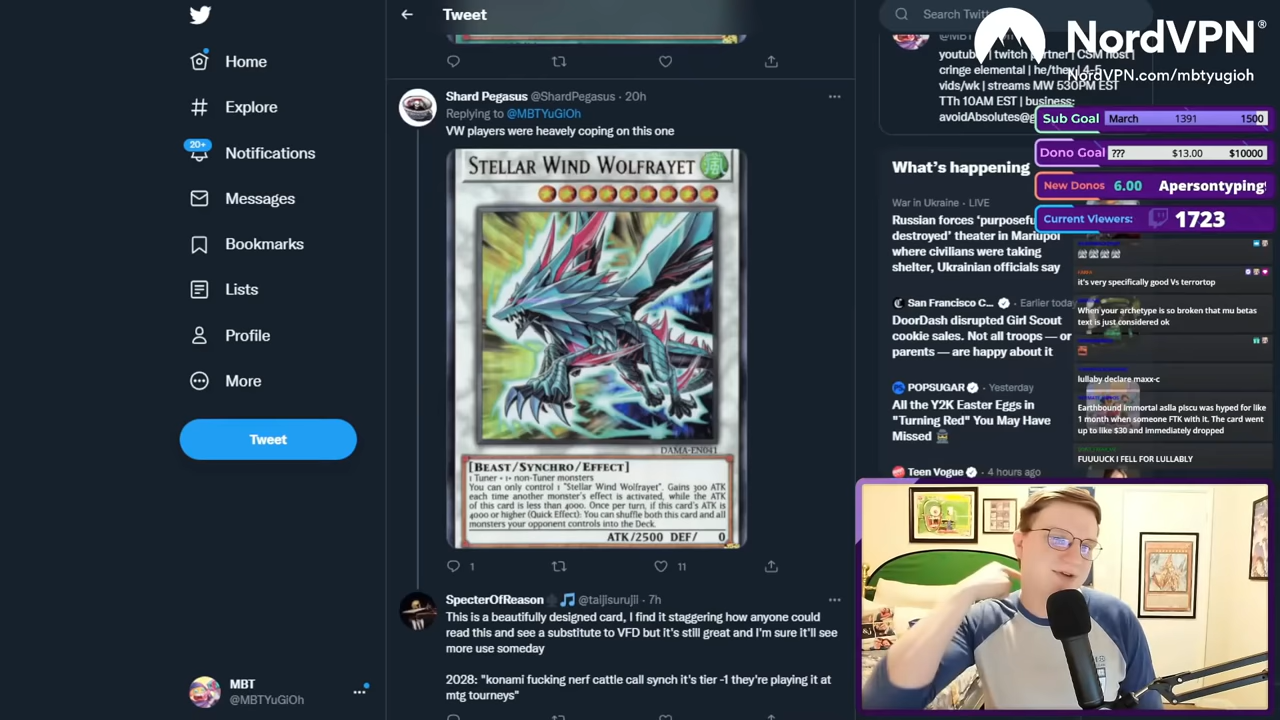 Tweet
Search Twitt
NordVPN®
NordVPN.com/mbtyugioh
Home
Explore
20+
Notifications
Messages
Bookmarks
Lists
Profile
More
Tweet
MBT
@MBTYuGiOh
Shard Pegasus @ShardPegasus · 20h
Replying to @MBTYuGiOh
VW players were heavely coping on this one
STELLAR WIND WOLFRAYET
DAMA-EN041
[BEAST/SYNCHRO/EFFECT]
1 Tuner + 1+ non-Tuner monsters
You can only control 1 "Stellar Wind Wolfrayet". Gains 300 ATK
each time another monster's effect is activated, while the ATK
of this card is less than 4000. Once per turn, if this card's ATK is
4000 or higher (Quick Effect): You can shuffle both this card and all
monsters your opponent controls into the Deck.
ATK/2500 DEF/ 0
1
11
SpecterOfReason @taijisurujii · 7h
This is a beautifully designed card, I find it staggering how anyone could
read this and see a substitute to VFD but it's still great and I'm sure it'll see
more use someday
2028: "konami fucking nerf cattle call synch it's tier -1 they're playing it at
mtg tourneys"
youtube | twitch partner | CSM host |
cringe elemental | he/they | 4-5
vids/wk | streams MW 530PM EST
TTh 10AM EST | business:
avoidAbsolutes@g
What's happening
War in Ukraine · LIVE
Russian forces 'purposefu
destroyed' theater in Mariupol
where civilians were taking
shelter, Ukrainian officials say
San Francisco C... · Earlier today
DoorDash disrupted Girl Scout
cookie sales. Not all troops — or
parents — are happy about it
POPSUGAR · Yesterday
All the Y2K Easter Eggs in
"Turning Red" You May Have
Missed
Teen Vogue · 4 hours ago
Sub Goal March 1391 1500
Dono Goal ??? $13.00 $10000
New Donos 6.00 Apersontyping
Current Viewers: 1723
it's very specifically good Vs terrortop
When your archetype is so broken that mu betas
text is just considered ok
lullaby declare maxx-c
Earthbound immortal aslla piscu was hyped for like
1 month when someone FTK with it. The card went
up to like $30 and immediately dropped
FUUUUCK I FELL FOR LULLABLY